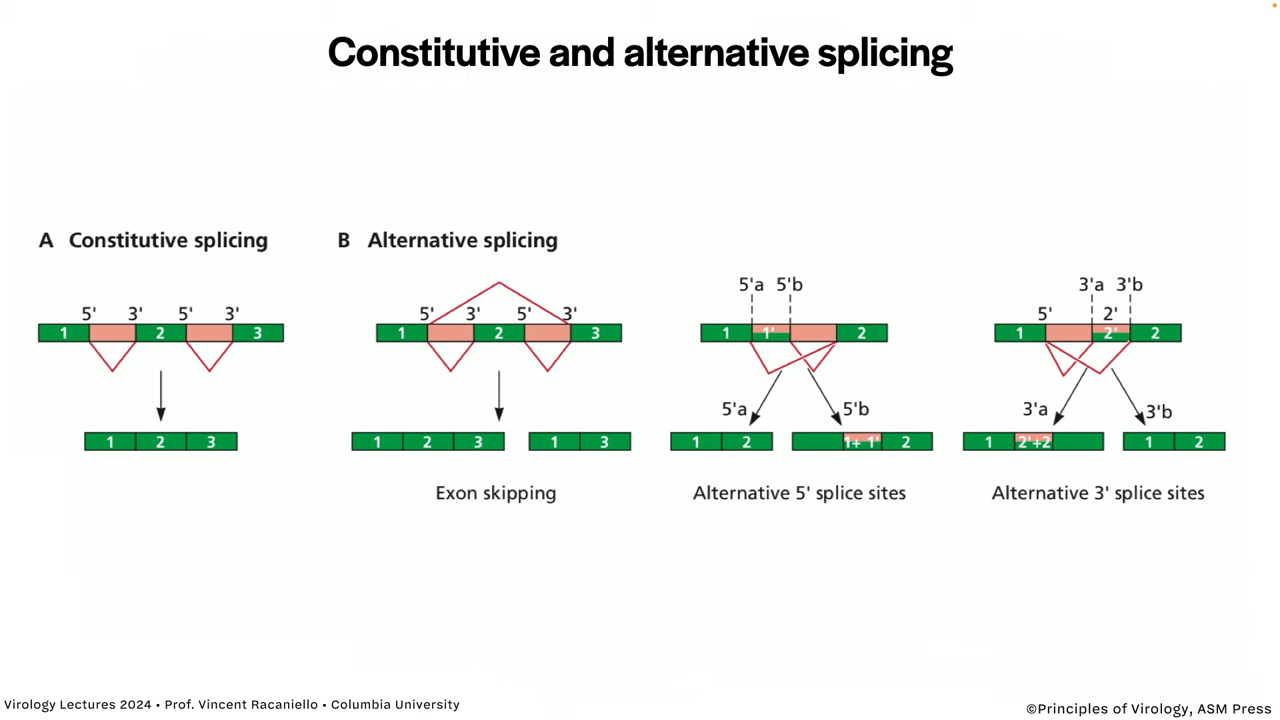 Constitutive and alternative splicing
A Constitutive splicing
5' 3' 5' 3'
1 2 3
1 2 3
B Alternative splicing
5' 3' 5' 3'
1 2 3
1 2 3 1 3
Exon skipping
5'a 5'b
1 1' 2
5'a 5'b
1 2 1+ 1' 2
Alternative 5' splice sites
3'a 3'b
5' 2'
1 2' 2
3'a 3'b
1 2'+2 1 2
Alternative 3' splice sites
Virology Lectures 2024 • Prof. Vincent Racaniello • Columbia University
©Principles of Virology, ASM Press